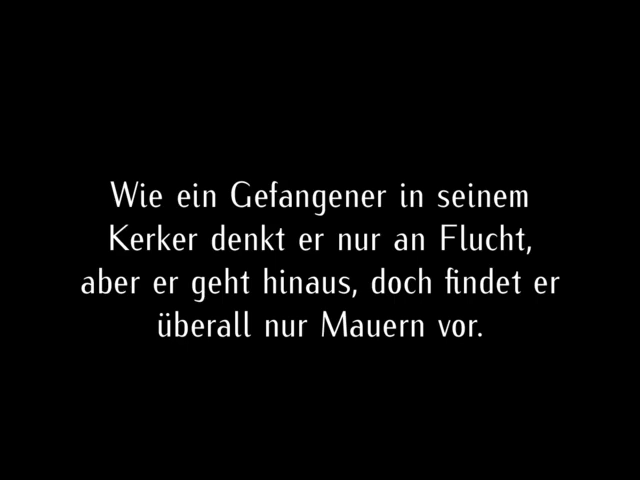 Wie ein Gefangener in seinem
Kerker denkt er nur an Flucht,
aber er geht hinaus, doch findet er
überall nur Mauern vor.